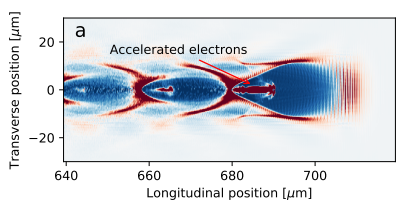 a
Accelerated electrons
Transverse position [μm]
20
0
−20
640
660
680
700
Longitudinal position [μm]